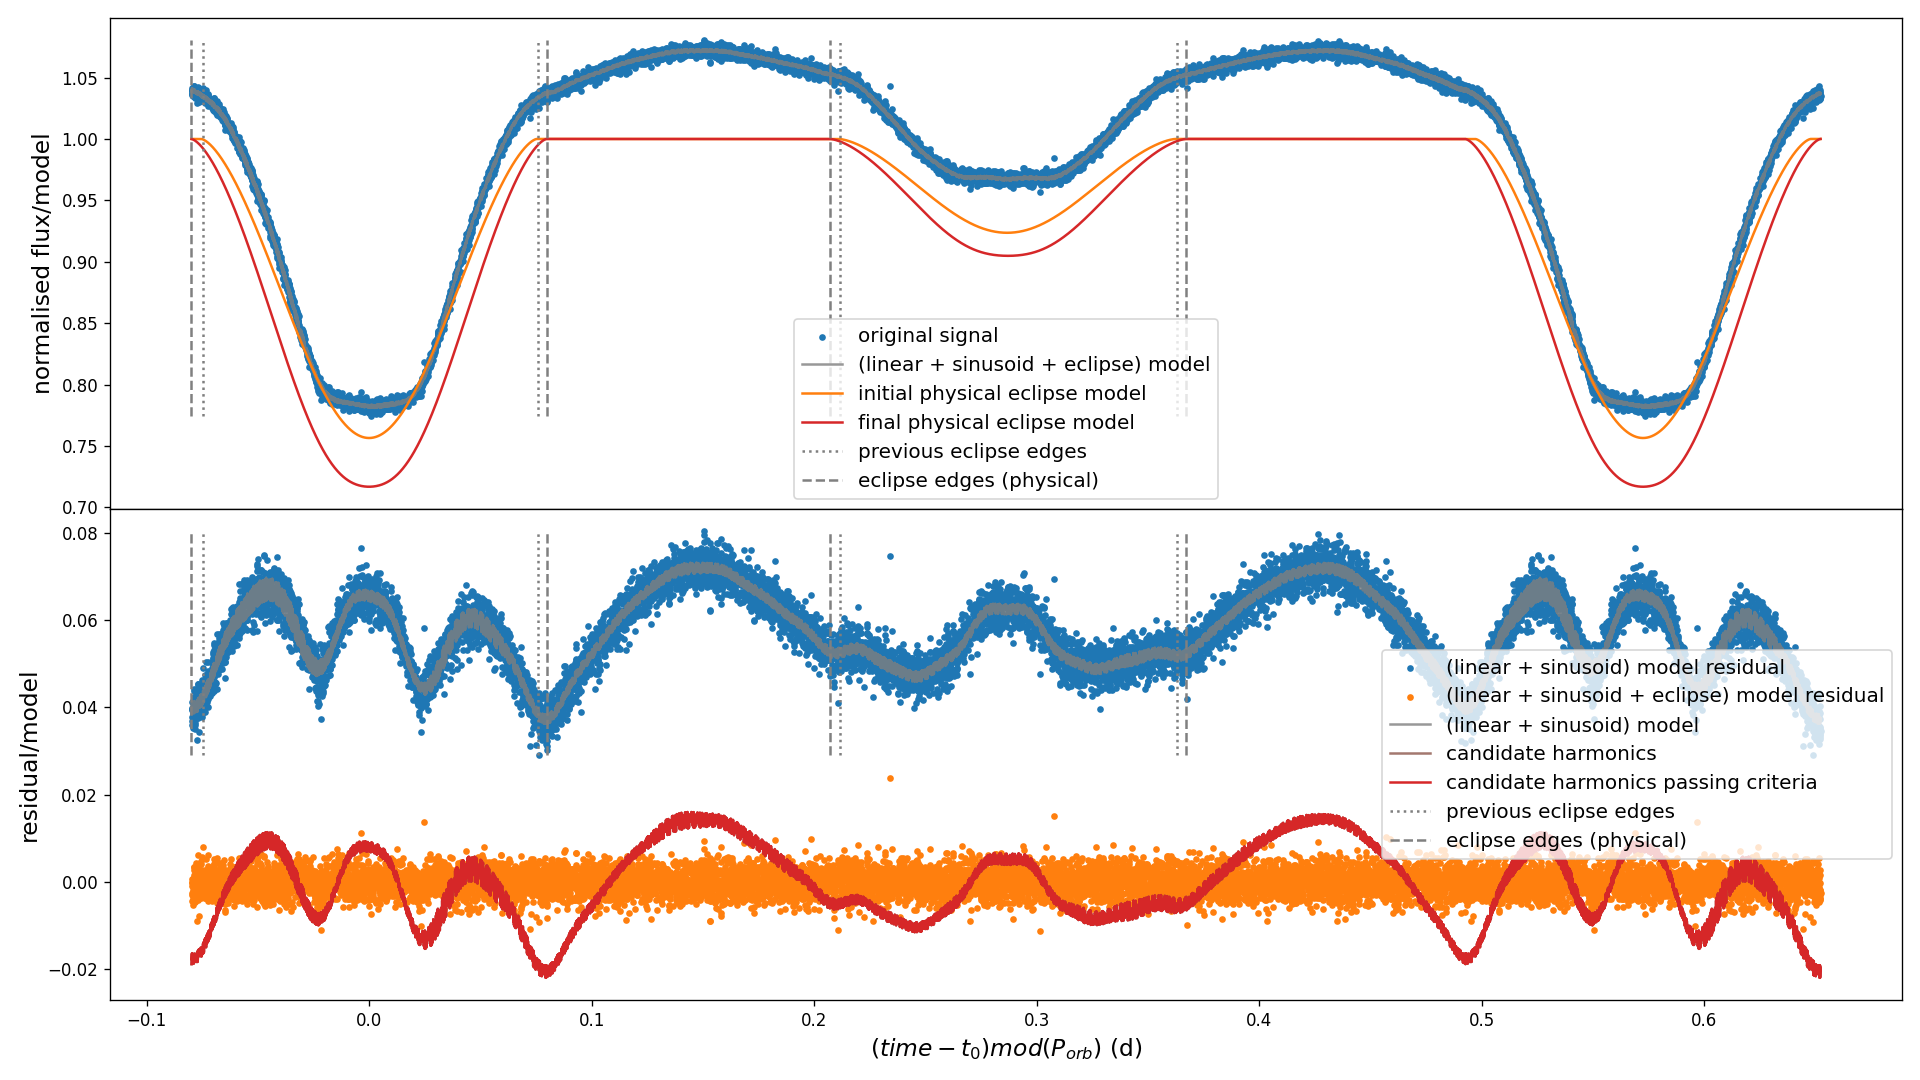 normalised flux/model
1.05
1.00
0.95
0.90
0.85
0.80
0.75
0.70
original signal
(linear + sinusoid + eclipse) model
initial physical eclipse model
final physical eclipse model
previous eclipse edges
eclipse edges (physical)
residual/model
0.08
0.06
0.04
0.02
0.00
−0.02
(linear + sinusoid) model residual
(linear + sinusoid + eclipse) model residual
(linear + sinusoid) model
candidate harmonics
candidate harmonics passing criteria
previous eclipse edges
eclipse edges (physical)
−0.1 0.0 0.1 0.2 0.3 0.4 0.5 0.6
(time − t₀)mod(P_orb) (d)